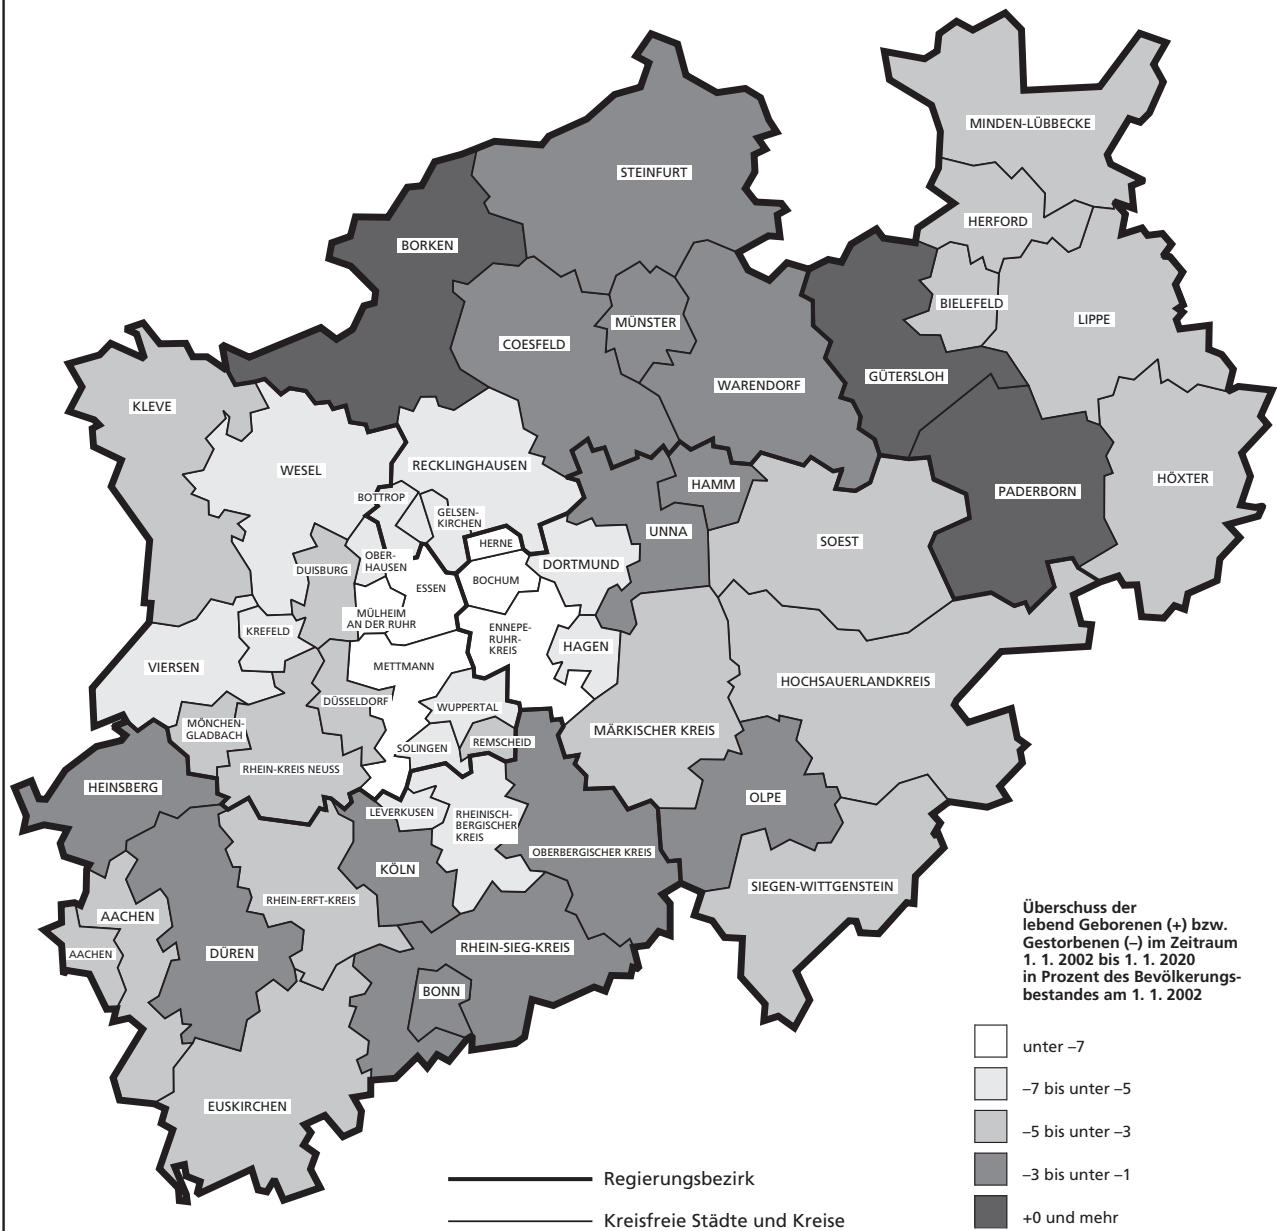 MINDEN-LÜBBECKE
STEINFURT
HERFORD
BORKEN
BIELEFELD
LIPPE
MÜNSTER
COESFELD
GÜTERSLOH
WARENDORF
KLEVE
WESEL
RECKLINGHAUSEN
HÖXTER
HAMM
PADERBORN
BOTTROP
GELSEN-
KIRCHEN
UNNA
SOEST
HERNE
OBER-
HAUSEN
DORTMUND
DUISBURG
BOCHUM
ESSEN
MÜLHEIM
AN DER RUHR
KREFELD
ENNEPE-
RUHR-
KREIS
HAGEN
VIERSEN
METTMANN
HOCHSAUERLANDKREIS
DÜSSELDORF
WUPPERTAL
MÖNCHEN-
GLADBACH
MÄRKISCHER KREIS
REMSCHEID
SOLINGEN
RHEIN-KREIS NEUSS
HEINSBERG
OLPE
LEVERKUSEN
RHEINISCH-
BERGISCHER
KREIS
OBERBERGISCHER KREIS
KÖLN
SIEGEN-WITTGENSTEIN
RHEIN-ERFT-KREIS
AACHEN
RHEIN-SIEG-KREIS
AACHEN
DÜREN
BONN
EUSKIRCHEN
Überschuss der
lebend Geborenen (+) bzw.
Gestorbenen (–) im Zeitraum
1. 1. 2002 bis 1. 1. 2020
in Prozent des Bevölkerungs-
bestandes am 1. 1. 2002
unter –7
–7 bis unter –5
–5 bis unter –3
–3 bis unter –1
+0 und mehr
Regierungsbezirk
Kreisfreie Städte und Kreise